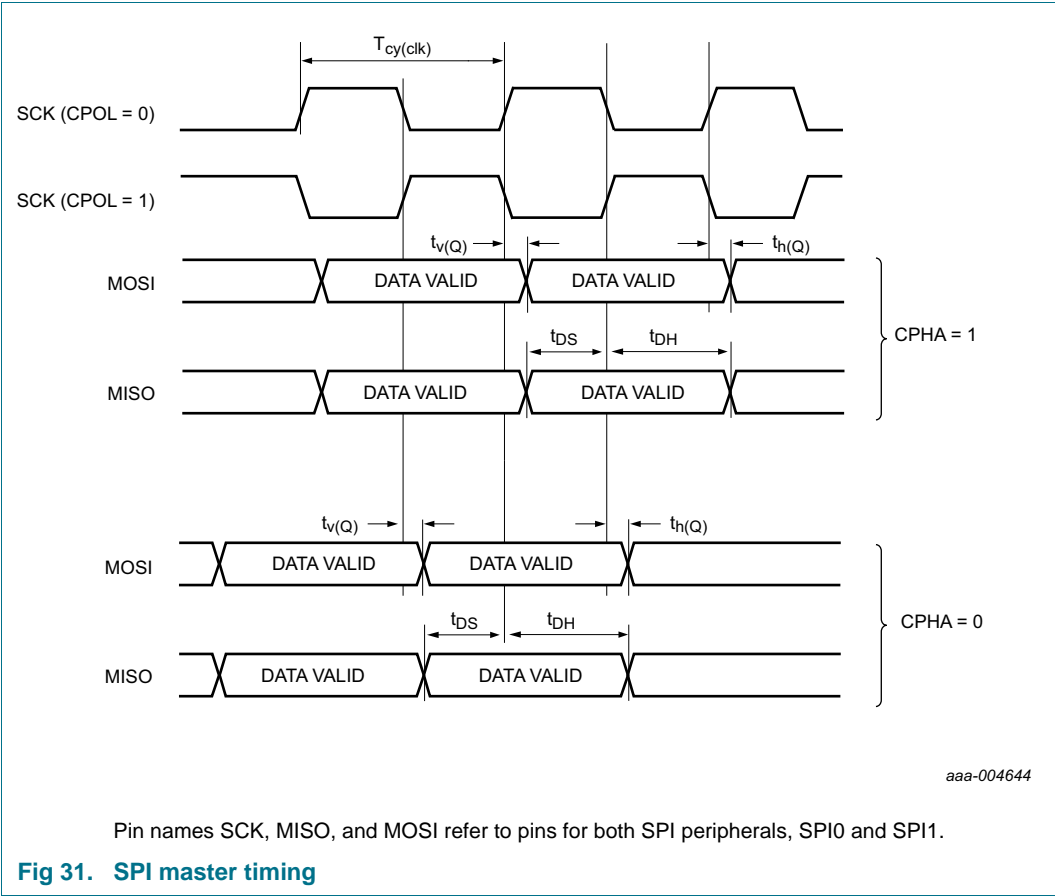 Tcy(clk)
SCK (CPOL = 0)
SCK (CPOL = 1)
tv(Q) th(Q)
MOSI DATA VALID DATA VALID
CPHA = 1
tDS tDH
MISO DATA VALID DATA VALID
tv(Q) th(Q)
MOSI DATA VALID DATA VALID
tDS tDH CPHA = 0
MISO DATA VALID DATA VALID
aaa-004644
Pin names SCK, MISO, and MOSI refer to pins for both SPI peripherals, SPI0 and SPI1.
Fig 31. SPI master timing